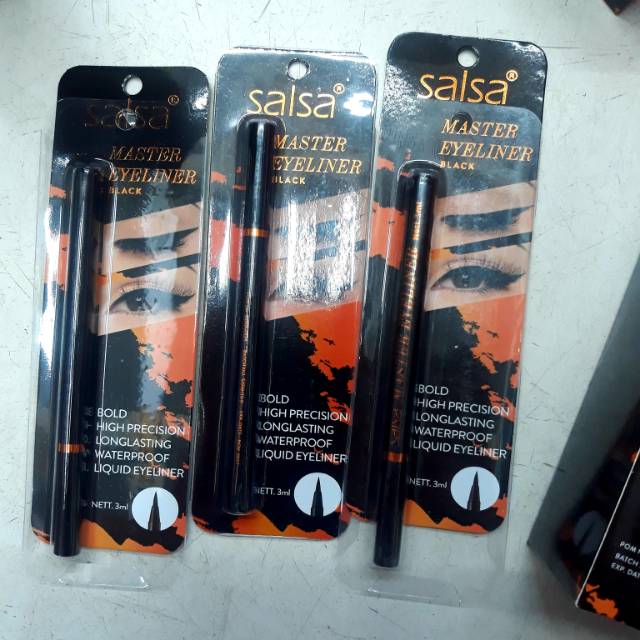 salsa®
MASTER
EYELINER
BLACK
BOLD
HIGH PRECISION
LONGLASTING
WATERPROOF
LIQUID EYELINER
NETT. 3ml
salsa®
MASTER
EYELINER
BLACK
BOLD
HIGH PRECISION
LONGLASTING
WATERPROOF
LIQUID EYELINER
NETT. 3ml
salsa®
MASTER
EYELINER
BLACK
BOLD
HIGH PRECISION
LONGLASTING
WATERPROOF
LIQUID EYELINER
NETT. 3ml
POM
BATCH
EXP. DAT